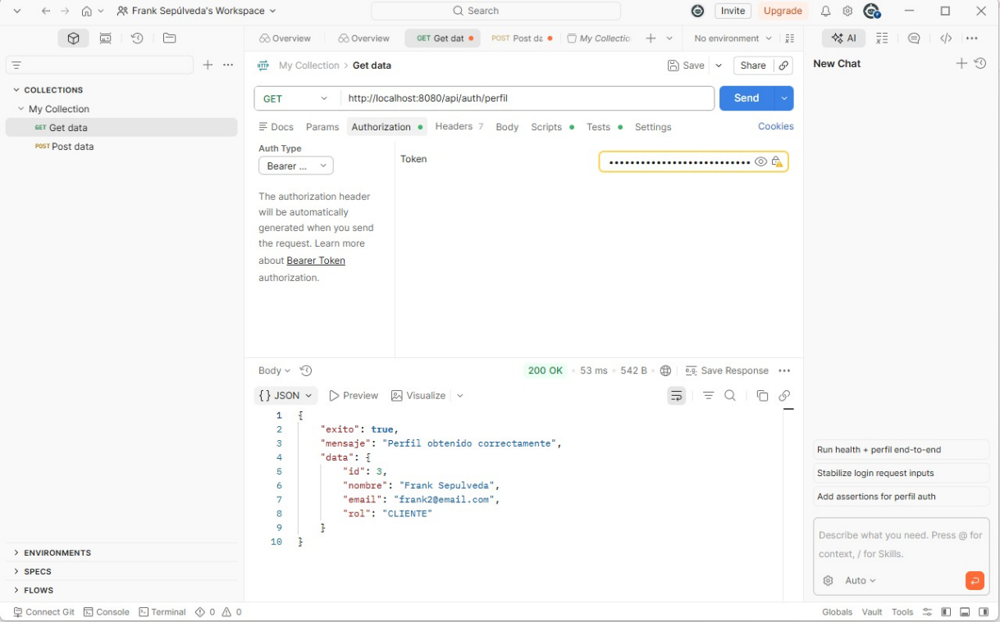 Frank Sepúlveda's Workspace
Search
Invite
Upgrade
Overview
Overview
GET Get dat
POST Post da
My Collectio
No environment
AI
My Collection > Get data
Save
Share
New Chat
COLLECTIONS
My Collection
GET Get data
POST Post data
GET
http://localhost:8080/api/auth/perfil
Send
Docs
Params
Authorization
Headers 7
Body
Scripts
Tests
Settings
Cookies
Auth Type
Bearer ...
The authorization header
will be automatically
generated when you send
the request. Learn more
about Bearer Token
authorization.
Token
Body
200 OK
53 ms
542 B
e.g. Save Response
{} JSON
Preview
Visualize
1 {
2 "exito": true,
3 "mensaje": "Perfil obtenido correctamente",
4 "data": {
5 "id": 3,
6 "nombre": "Frank Sepulveda",
7 "email": "frank2@email.com",
8 "rol": "CLIENTE"
9 }
10 }
Run health + perfil end-to-end
Stabilize login request inputs
Add assertions for perfil auth
Describe what you need. Press @ for
context, / for Skills.
Auto
ENVIRONMENTS
SPECS
FLOWS
Connect Git
Console
Terminal
0
0
Globals
Vault
Tools